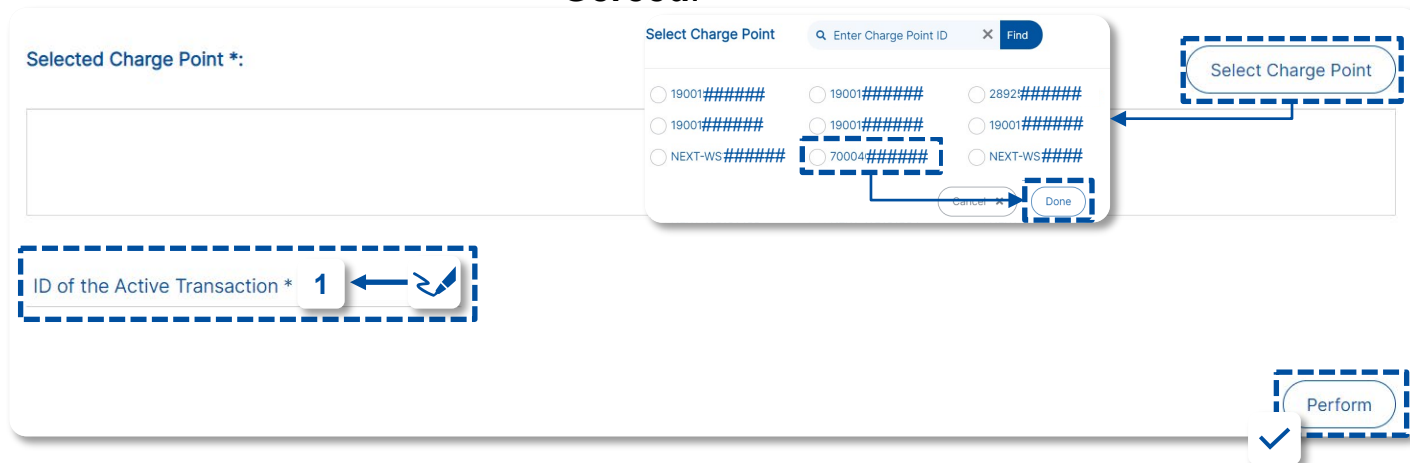 Select Charge Point
Enter Charge Point ID
Find
Selected Charge Point *:
Select Charge Point
19001######
19001######
28925######
19001######
19001######
19001######
NEXT-WS######
70004######
NEXT-WS####
Cancel
Done
ID of the Active Transaction *
1
Perform